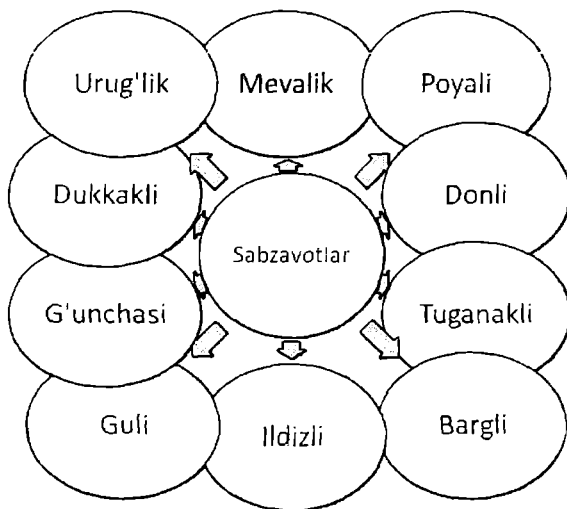 Urug'lik
Mevalik
Poyali
Dukkakli
Donli
Sabzavotlar
G'unchasi
Tuganakli
Guli
Ildizli
Bargli